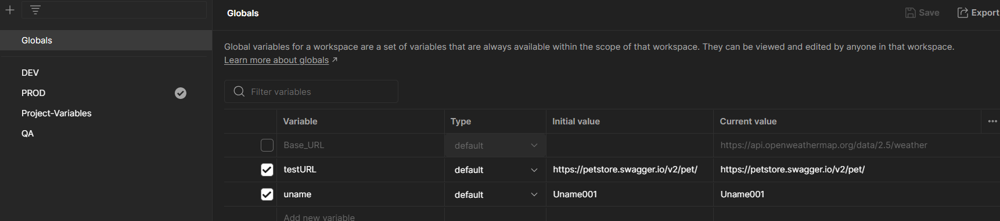 Globals
Save
Export
Globals
Global variables for a workspace are a set of variables that are always available within the scope of that workspace. They can be viewed and edited by anyone in that workspace.
Learn more about globals ↗
DEV
PROD
Project-Variables
QA
Filter variables
Variable Type Initial value Current value
Base_URL default https://api.openweathermap.org/data/2.5/weather
testURL default https://petstore.swagger.io/v2/pet/ https://petstore.swagger.io/v2/pet/
uname default Uname001 Uname001
Add new variable